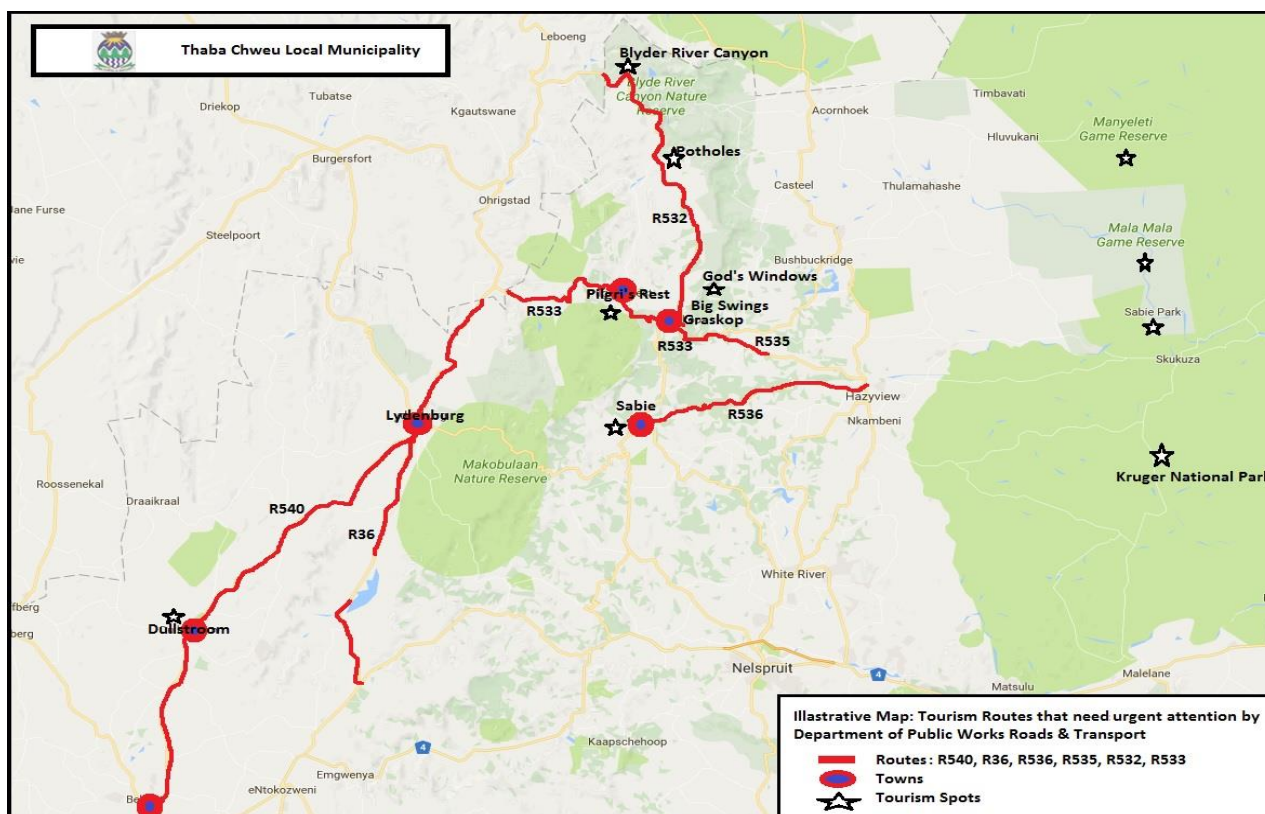 Thaba Chweu Local Municipality
Leboeng
Blyder River Canyon
Blyde River
Canyon Nature
Reserve
Driekop
Tubatse
Kgautswane
Acornhoek
Timbavati
Hluvukani
Manyeleti
Game Reserve
Burgersfort
Potholes
Casteel
Thulamahashe
Jane Furse
Ohrigstad
R532
Steelpoort
Mala Mala
Game Reserve
Bushbuckridge
God's Windows
Pilgri's Rest
Big Swings
R533
Graskop
Sabie Park
R533
R535
Skukuza
Hazyview
Sabie
R536
Nkambeni
Lydenburg
Makobulaan
Nature Reserve
Kruger National Park
Roossenekal
Draaikraal
R540
R36
White River
Dullstroom
Nelspruit
4
Malelane
Matsulu
Kaapschehoop
4
Emgwenya
eNtokozweni
Illastrative Map: Tourism Routes that need urgent attention by
Department of Public Works Roads & Transport
Routes: R540, R36, R536, R535, R532, R533
Towns
Tourism Spots